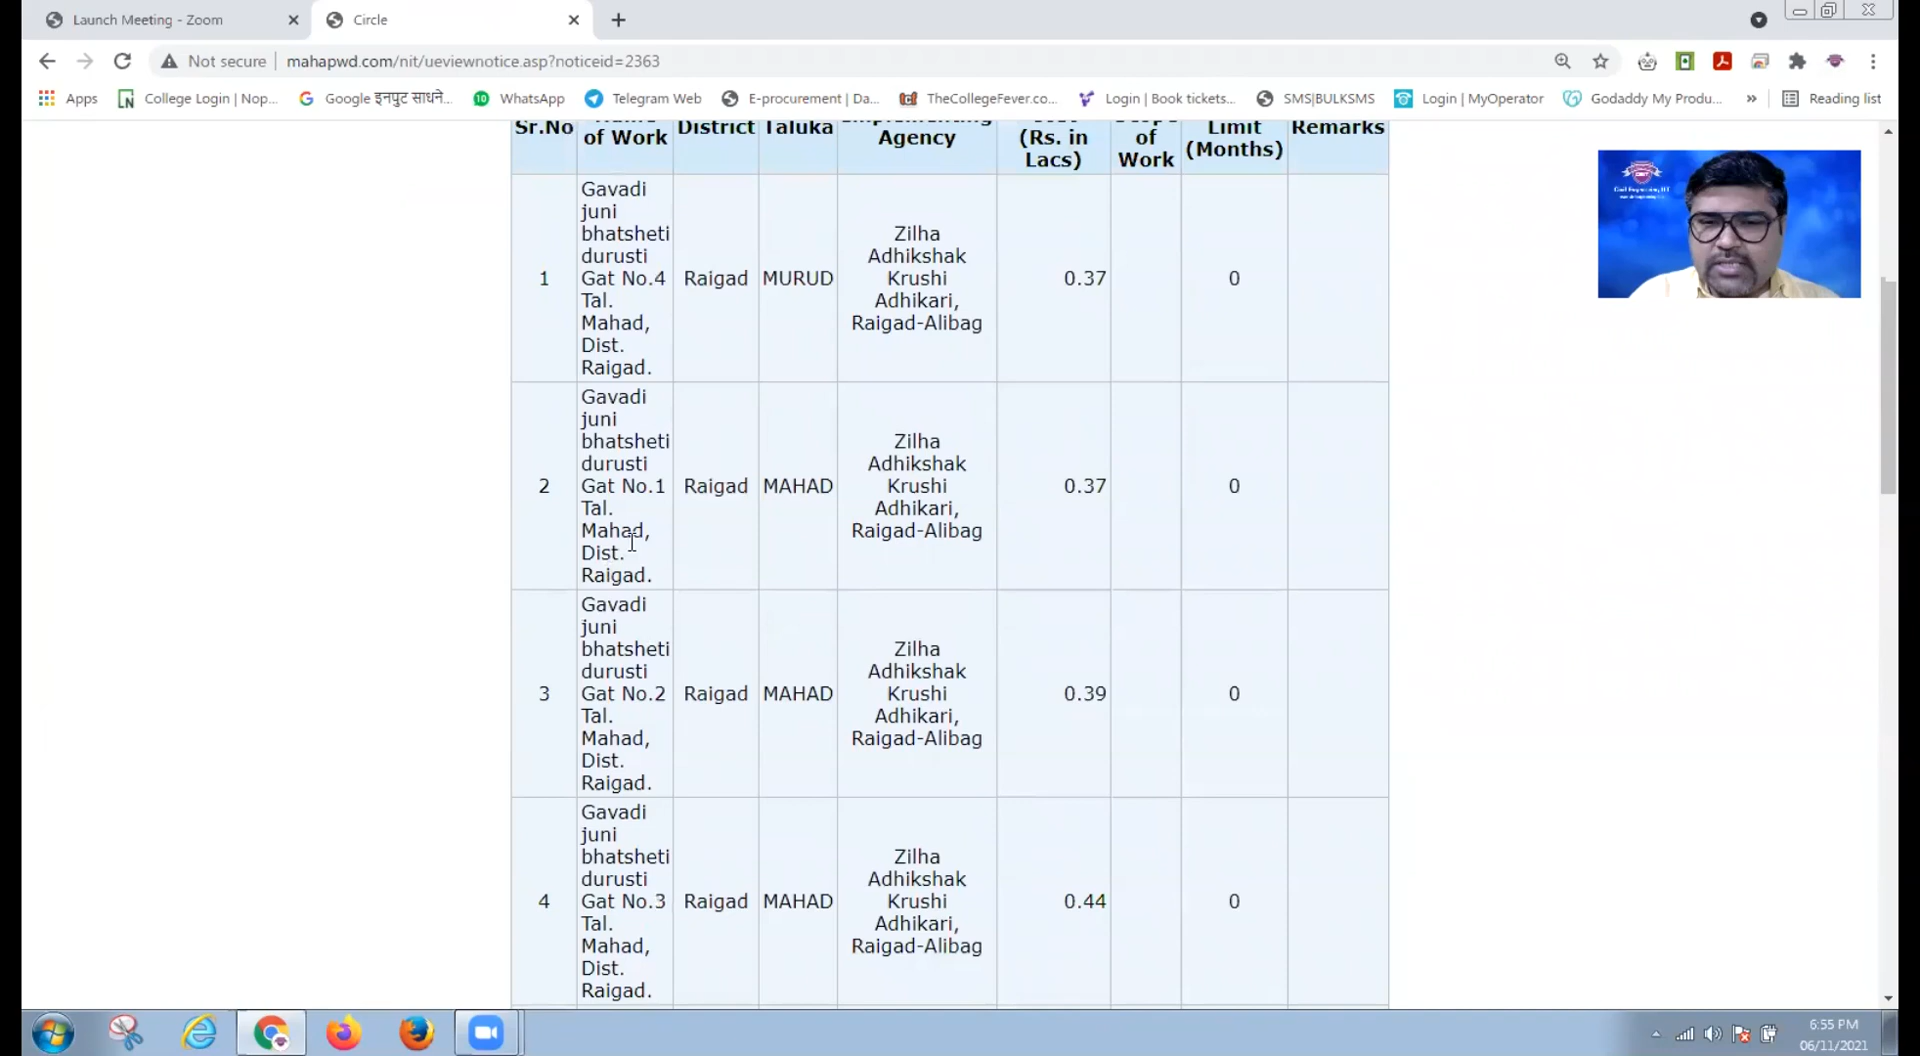 Launch Meeting - Zoom
Circle
Not secure
mahapwd.com/nit/ueviewnotice.asp?noticeid=2363
Apps
College Login | Nop...
Google इनपुट साधने...
10
WhatsApp
Telegram Web
E-procurement | Da...
TheCollegeFever.co...
Login | Book tickets...
SMS|BULKSMS
Login | MyOperator
Godaddy My Produ...
»
Reading list
Sr.No
of Work
District
Taluka
Implementing
Agency
(Rs. in
Lacs)
of
Work
Limit
(Months)
Remarks
1
Gavadi
juni
bhatsheti
durusti
Gat No.4
Tal.
Mahad,
Dist.
Raigad.
Raigad
MURUD
Zilha
Adhikshak
Krushi
Adhikari,
Raigad-Alibag
0.37
0
2
Gavadi
juni
bhatsheti
durusti
Gat No.1
Tal.
Mahad,
Dist.
Raigad.
Raigad
MAHAD
Zilha
Adhikshak
Krushi
Adhikari,
Raigad-Alibag
0.37
0
3
Gavadi
juni
bhatsheti
durusti
Gat No.2
Tal.
Mahad,
Dist.
Raigad.
Raigad
MAHAD
Zilha
Adhikshak
Krushi
Adhikari,
Raigad-Alibag
0.39
0
4
Gavadi
juni
bhatsheti
durusti
Gat No.3
Tal.
Mahad,
Dist.
Raigad.
Raigad
MAHAD
Zilha
Adhikshak
Krushi
Adhikari,
Raigad-Alibag
0.44
0
6:55 PM
06/11/2021